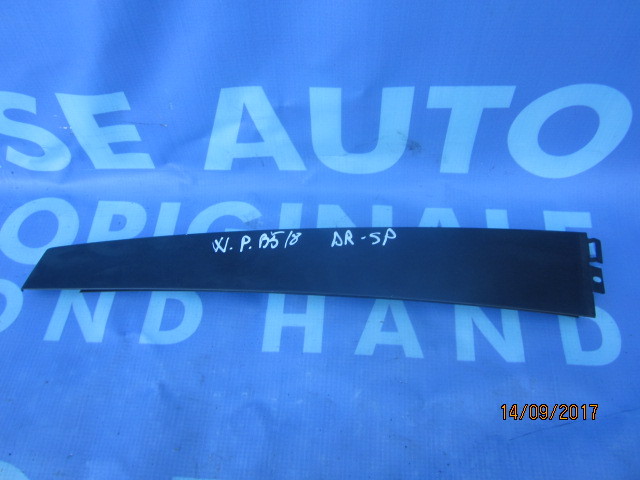 SE AUTO
ORIGINALE
OND HAND
W. P. B5/8 DR-SP
14/09/2017